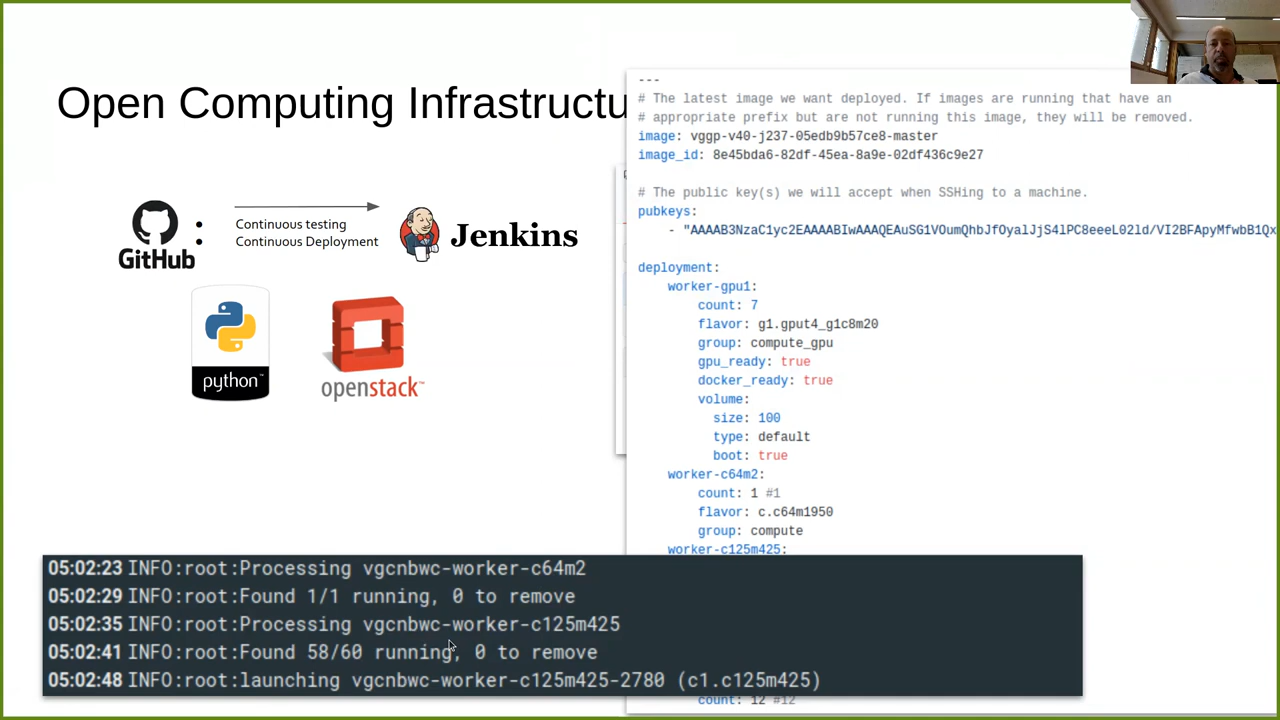 Open Computing Infrastructu
GitHub
:
Continuous testing
Continuous Deployment
Jenkins
python™
openstack™
---
# The latest image we want deployed. If images are running that have an
# appropriate prefix but are not running this image, they will be removed.
image: vggp-v40-j237-05edb9b57ce8-master
image_id: 8e45bda6-82df-45ea-8a9e-02df436c9e27
# The public key(s) we will accept when SSHing to a machine.
pubkeys:
- "AAAAB3NzaC1yc2EAAAABIwAAAQEAuSG1VOumQhbJfOyalJjS4lPC8eeeL02ld/VI2BFApyMfwbB1Qx
deployment:
worker-gpu1:
count: 7
flavor: g1.gput4_g1c8m20
group: compute_gpu
gpu_ready: true
docker_ready: true
volume:
size: 100
type: default
boot: true
worker-c64m2:
count: 1 #1
flavor: c.c64m1950
group: compute
worker-c125m425:
count: 12 #12
05:02:23 INFO:root:Processing vgcnbwc-worker-c64m2
05:02:29 INFO:root:Found 1/1 running, 0 to remove
05:02:35 INFO:root:Processing vgcnbwc-worker-c125m425
05:02:41 INFO:root:Found 58/60 running, 0 to remove
05:02:48 INFO:root:launching vgcnbwc-worker-c125m425-2780 (c1.c125m425)